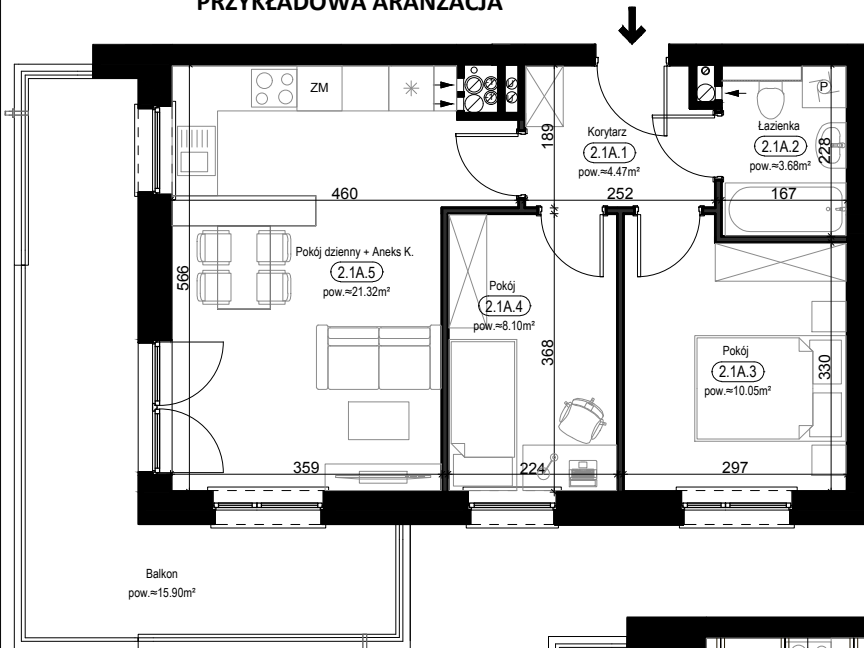 PRZYKŁADOWA ARANŻACJA
ZM
P
Korytarz
2.1A.1
pow.≈4.47m²
Łazienka
2.1A.2
pow.≈3.68m²
189
228
460
252
167
Pokój dzienny + Aneks K.
2.1A.5
pow.≈21.32m²
566
Pokój
2.1A.4
pow.≈8.10m²
368
Pokój
2.1A.3
pow.≈10.05m²
330
359
224
297
Balkon
pow.≈15.90m²